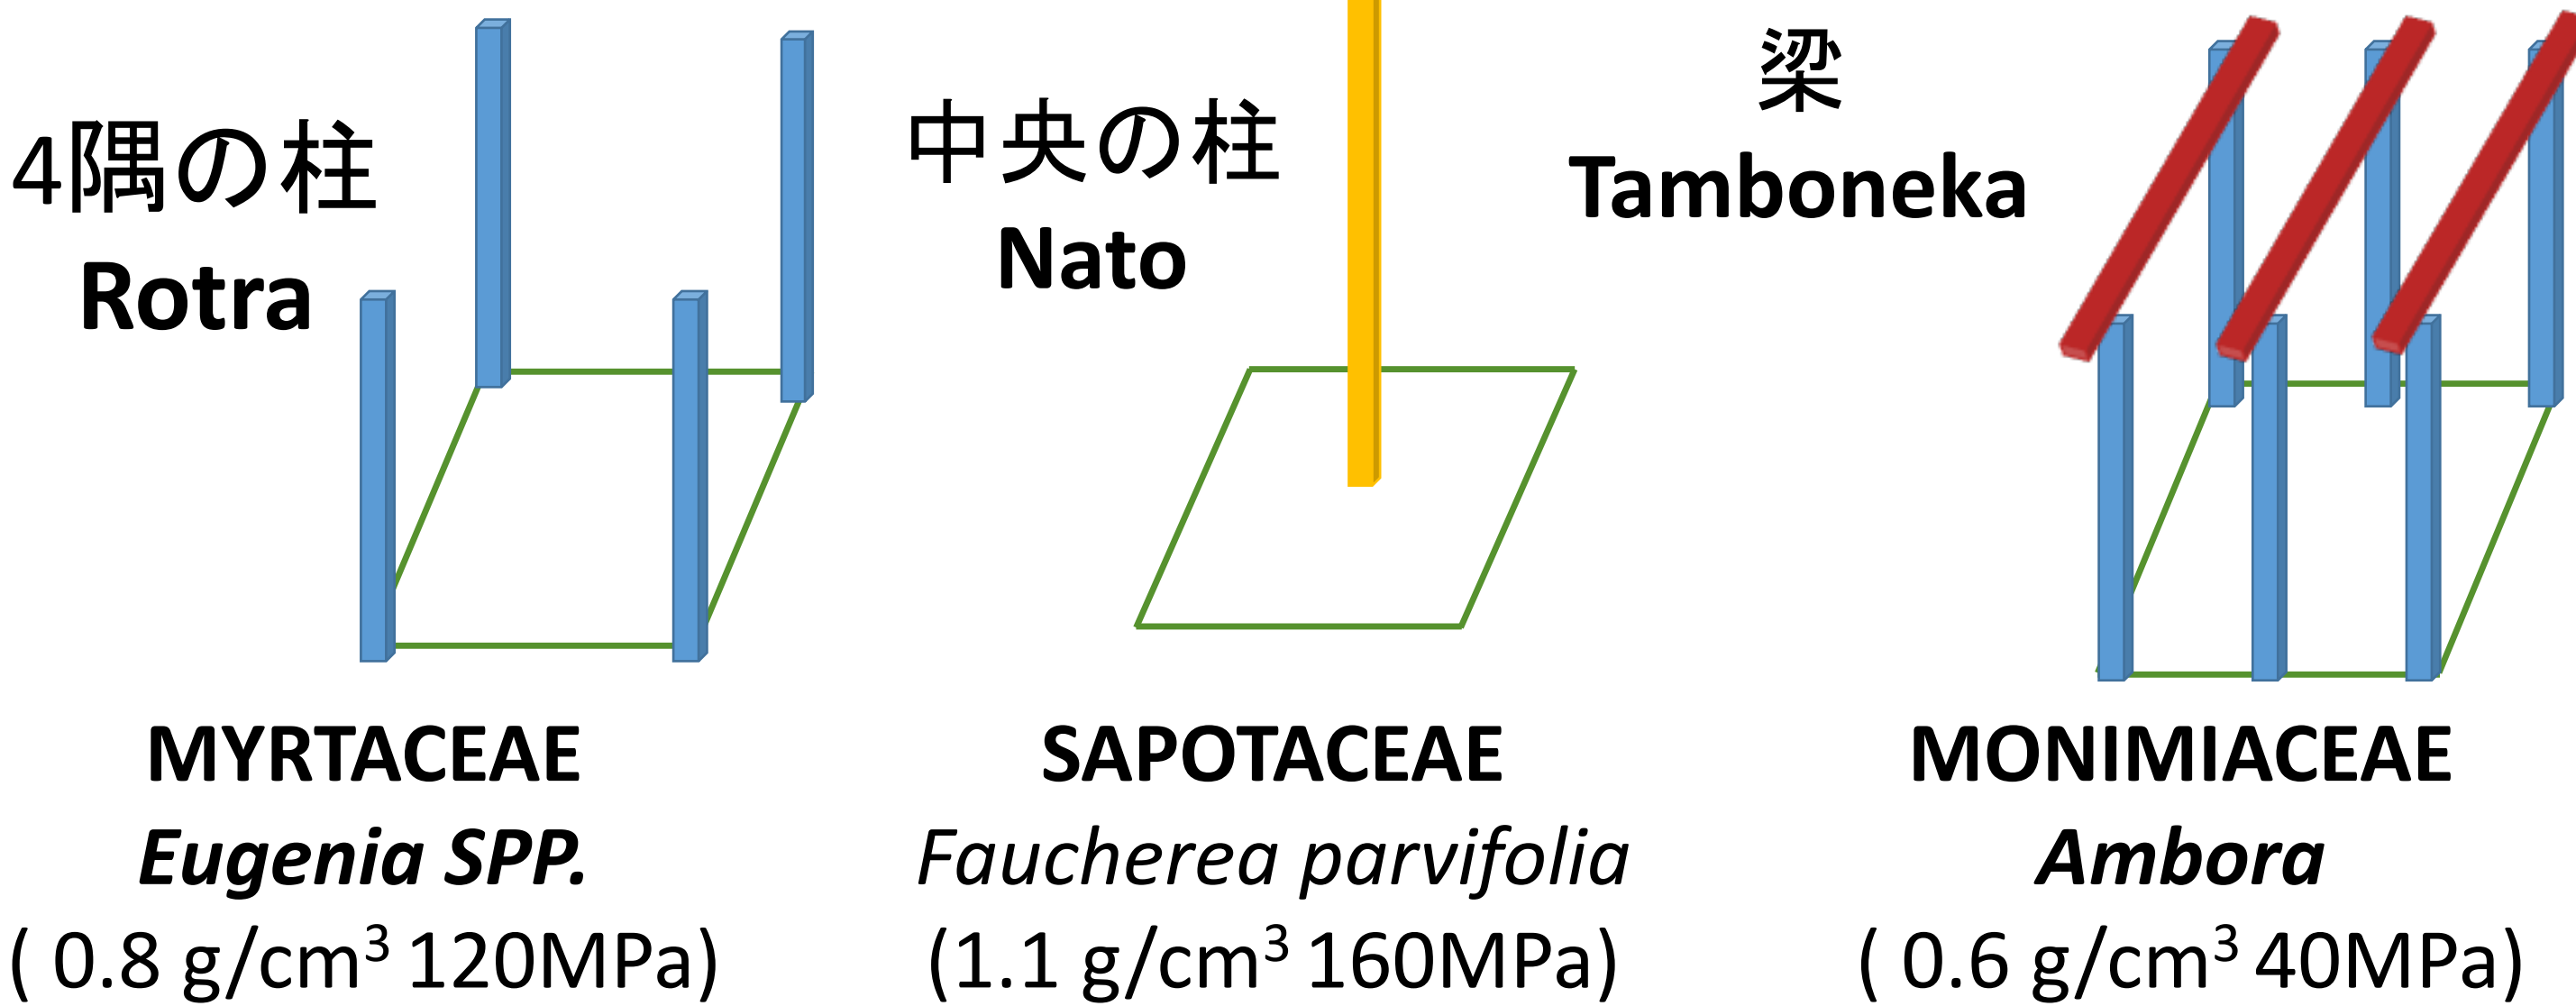 4隅の柱
Rotra
MYRTACEAE
Eugenia SPP.
( 0.8 g/cm³ 120MPa)
中央の柱
Nato
SAPOTACEAE
Faucherea parvifolia
(1.1 g/cm³ 160MPa)
梁
Tamboneka
MONIMIACEAE
Ambora
( 0.6 g/cm³ 40MPa)